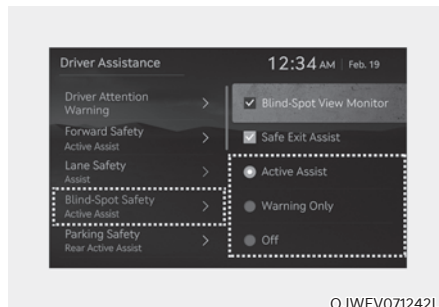 Driver Assistance
12:34 AM | Feb. 19
Driver Attention
Warning
Forward Safety
Active Assist
Lane Safety
Assist
Blind-Spot Safety
Active Assist
Parking Safety
Rear Active Assist
Blind-Spot View Monitor
Safe Exit Assist
Active Assist
Warning Only
Off